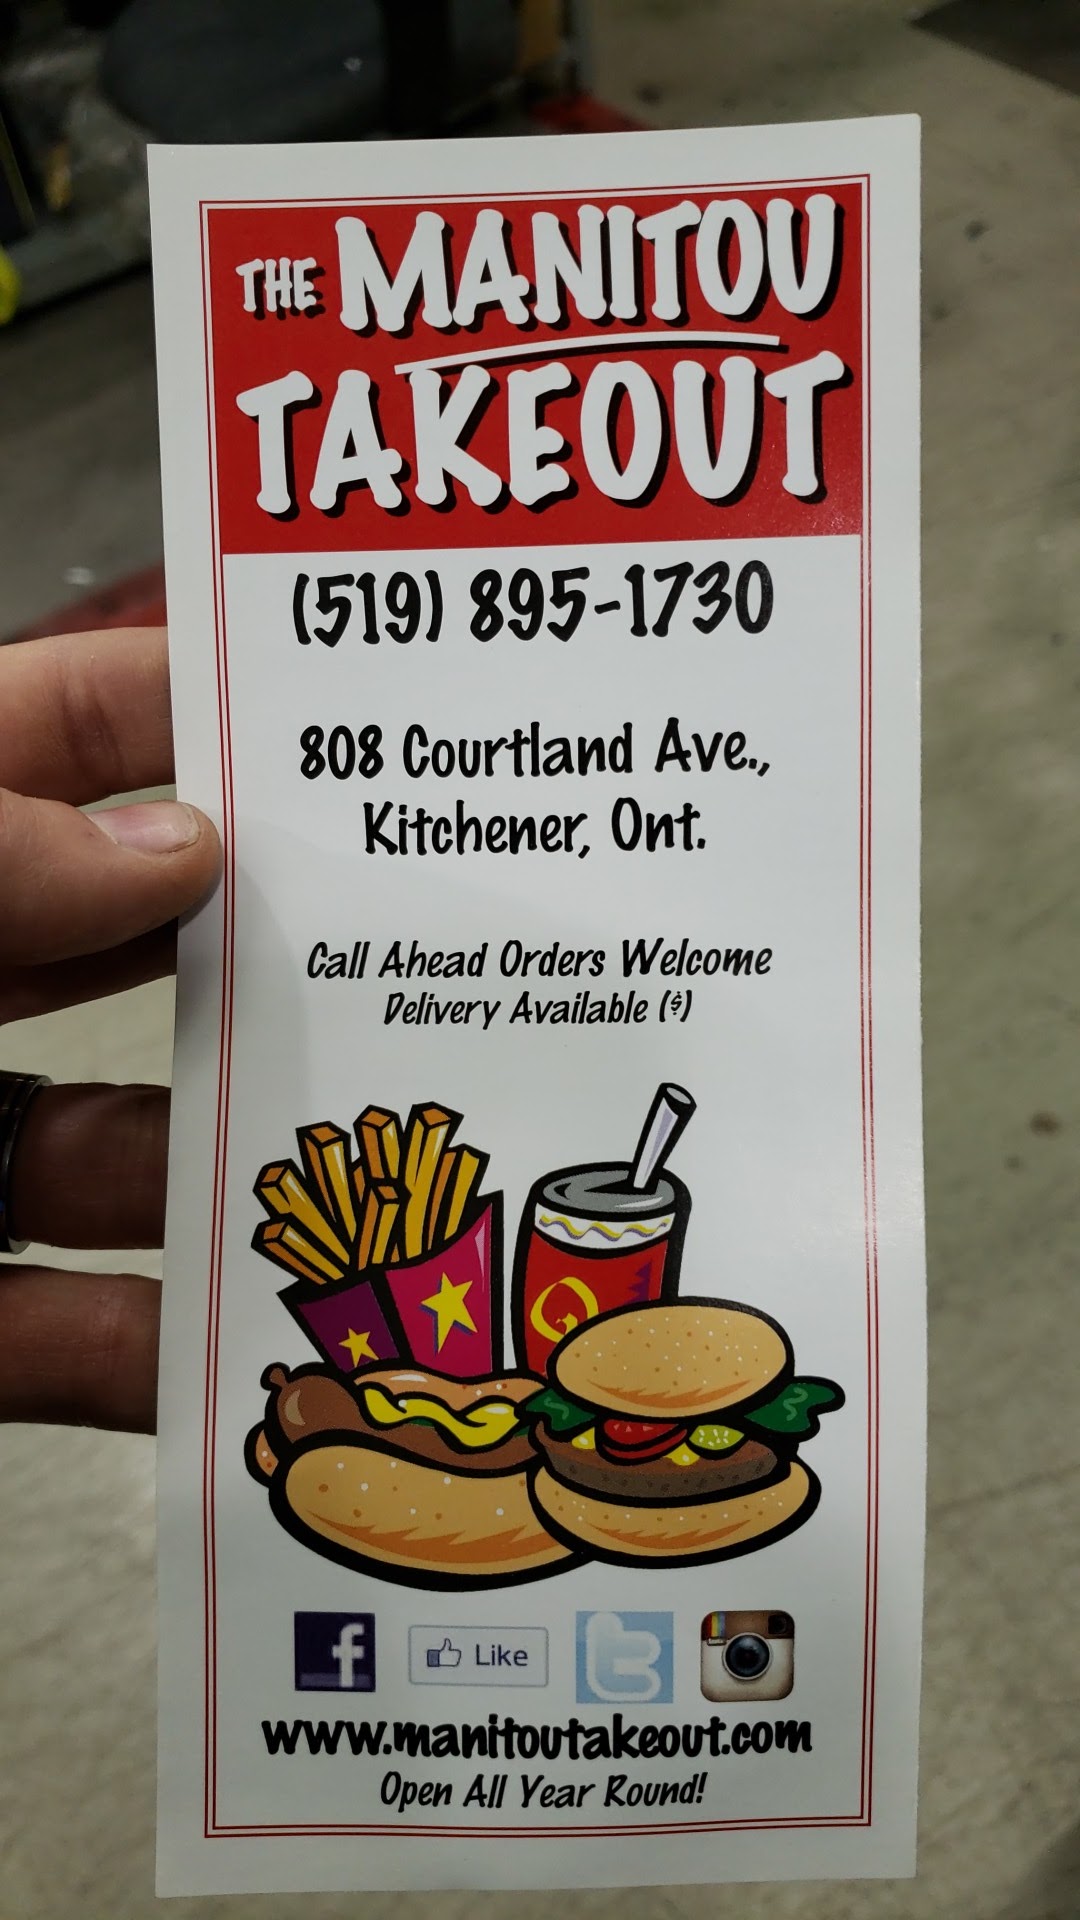 THE MANITOU
TAKEOUT
(519) 895-1730
808 Courtland Ave.,
Kitchener, Ont.
Call Ahead Orders Welcome
Delivery Available ($)
f
Like
t
www.manitoutakeout.com
Open All Year Round!